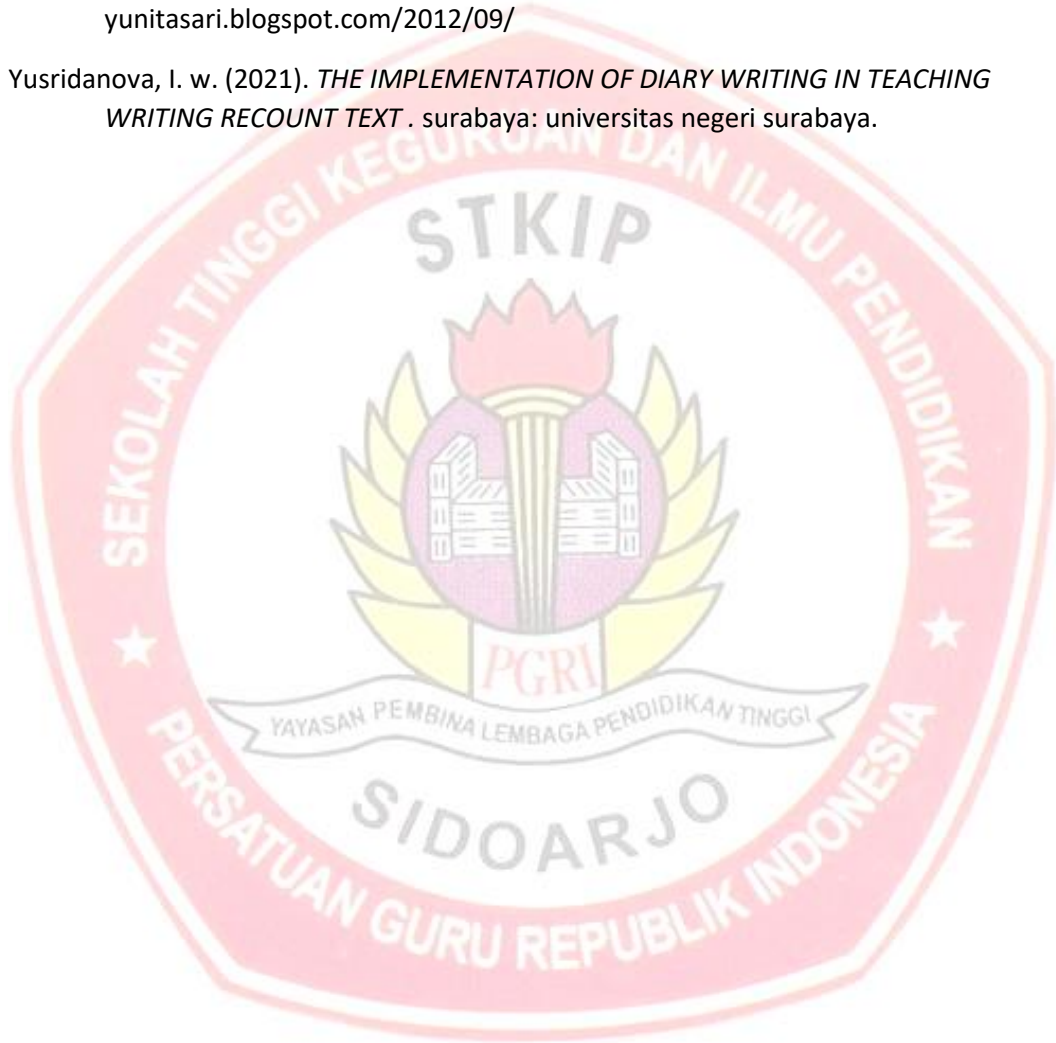 yunitasari.blogspot.com/2012/09/
Yusridanova, I. w. (2021). THE IMPLEMENTATION OF DIARY WRITING IN TEACHING
WRITING RECOUNT TEXT . surabaya: universitas negeri surabaya.
SEKOLAH TINGGI KEGURUAN DAN ILMU PENDIDIKAN
STKIP
PGRI
YAYASAN PEMBINA LEMBAGA PENDIDIKAN TINGGI
SIDOARJO
PERSATUAN GURU REPUBLIK INDONESIA